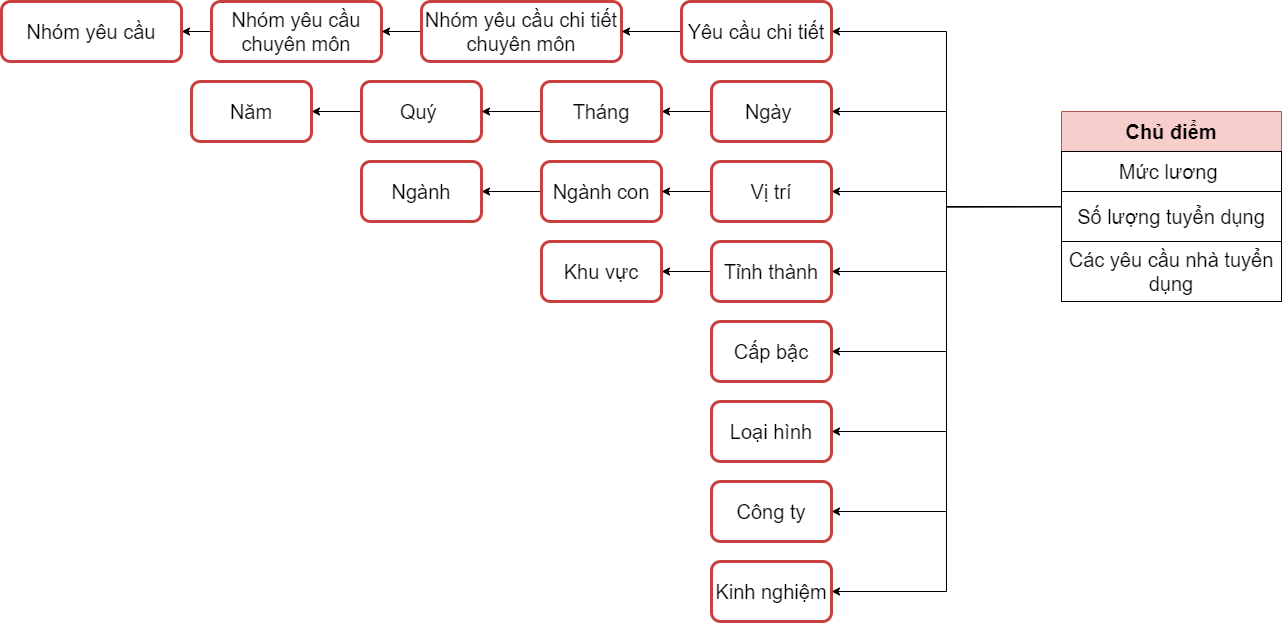 Nhóm yêu cầu
Nhóm yêu cầu
chuyên môn
Nhóm yêu cầu chi tiết
chuyên môn
Yêu cầu chi tiết
Năm
Quý
Tháng
Ngày
Chủ điểm
Mức lương
Số lượng tuyển dụng
Các yêu cầu nhà tuyển
dụng
Ngành
Ngành con
Vị trí
Khu vực
Tỉnh thành
Cấp bậc
Loại hình
Công ty
Kinh nghiệm